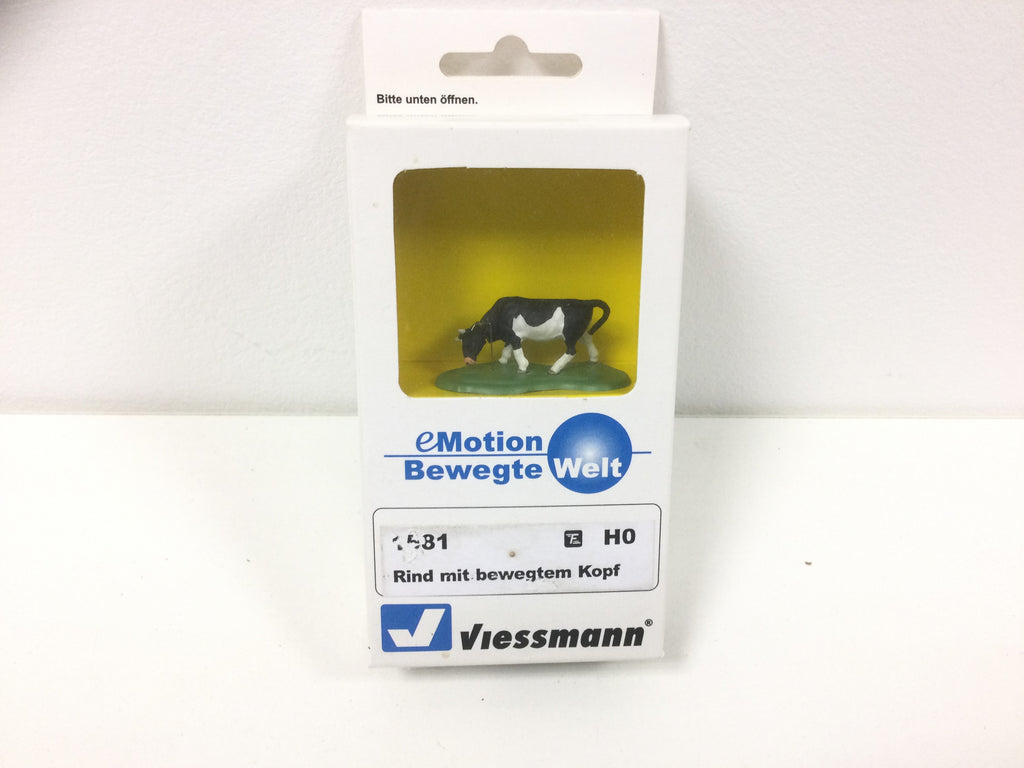 Bitte unten öffnen.
eMotion
Bewegte Welt
H0
Rind mit bewegtem Kopf
Viessmann®